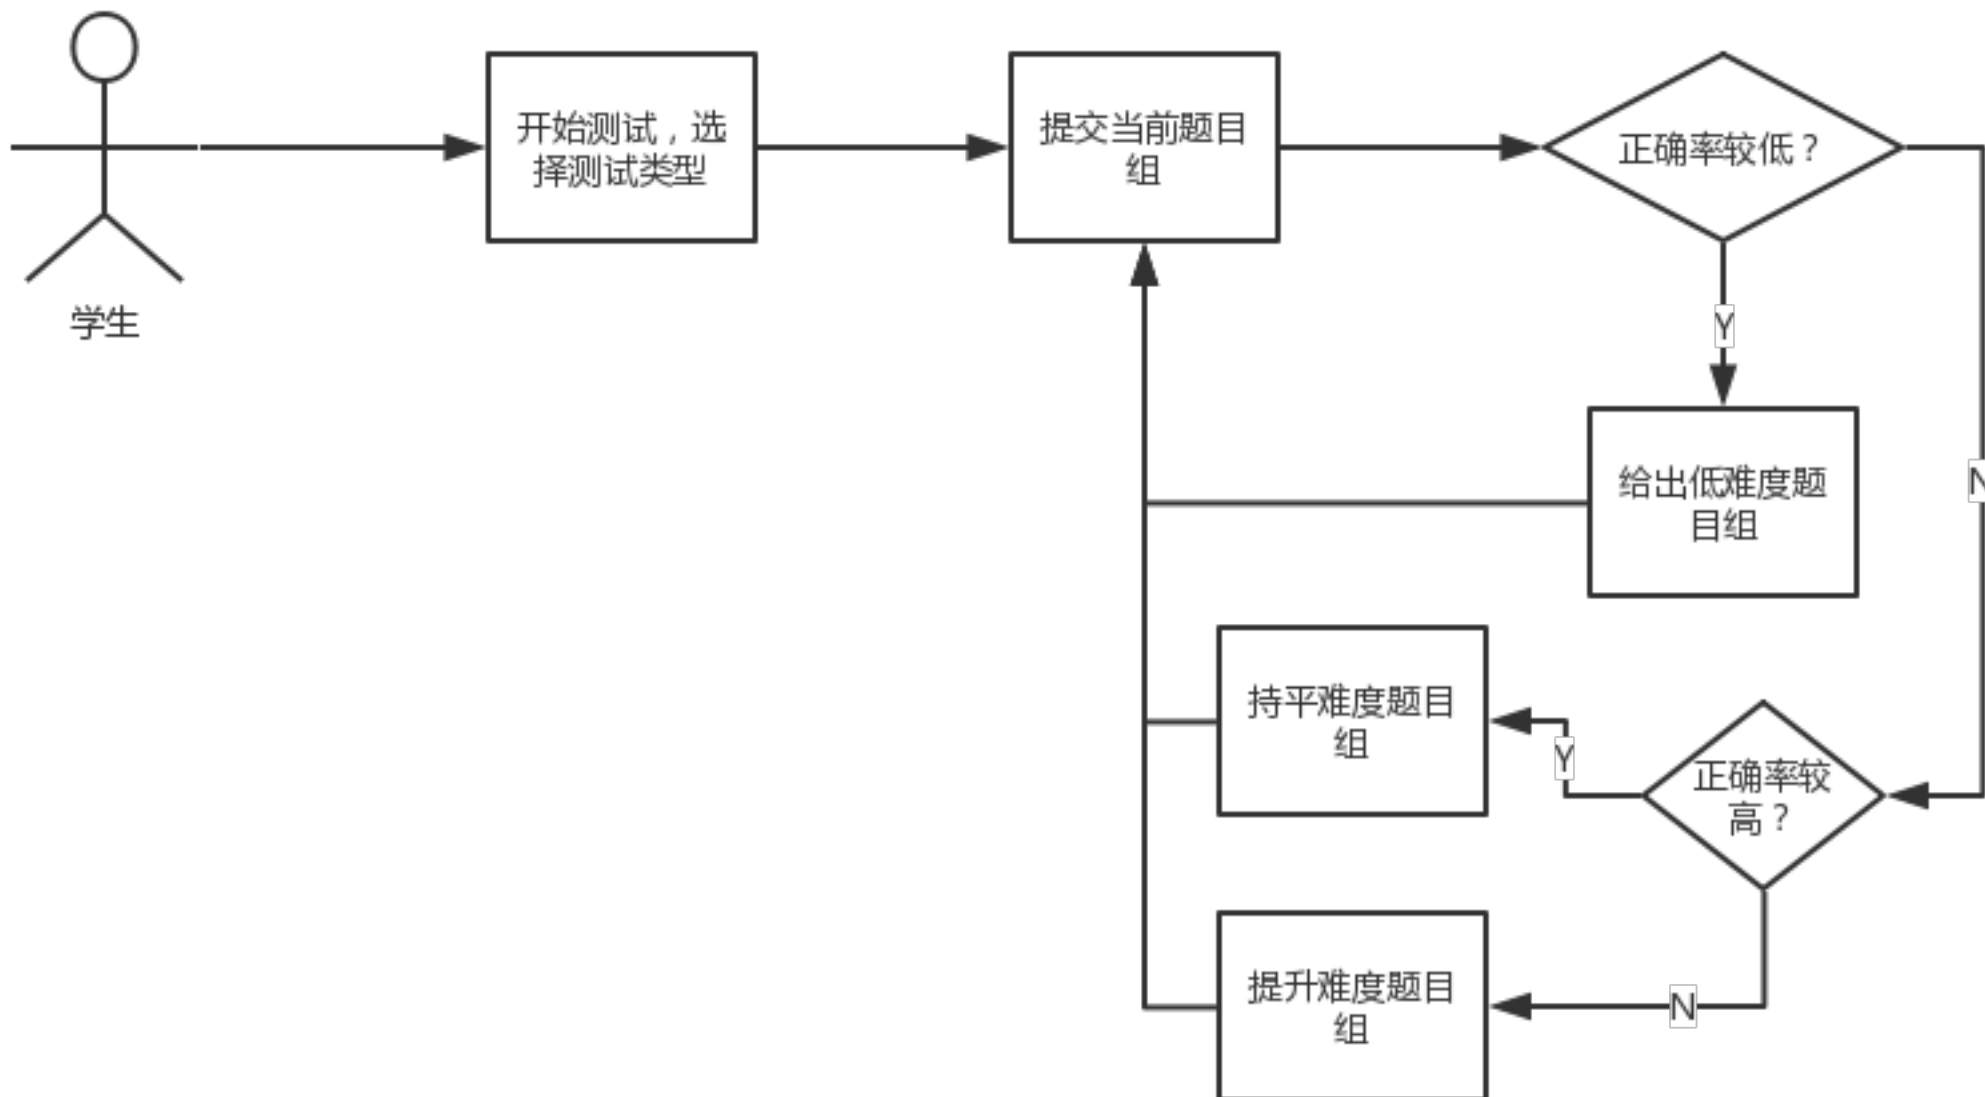 开始测试，选
择测试类型
提交当前题目
组
正确率较低？
学生
Y
N
给出低难度题
目组
持平难度题目
组
Y
正确率较
高？
提升难度题目
组
N